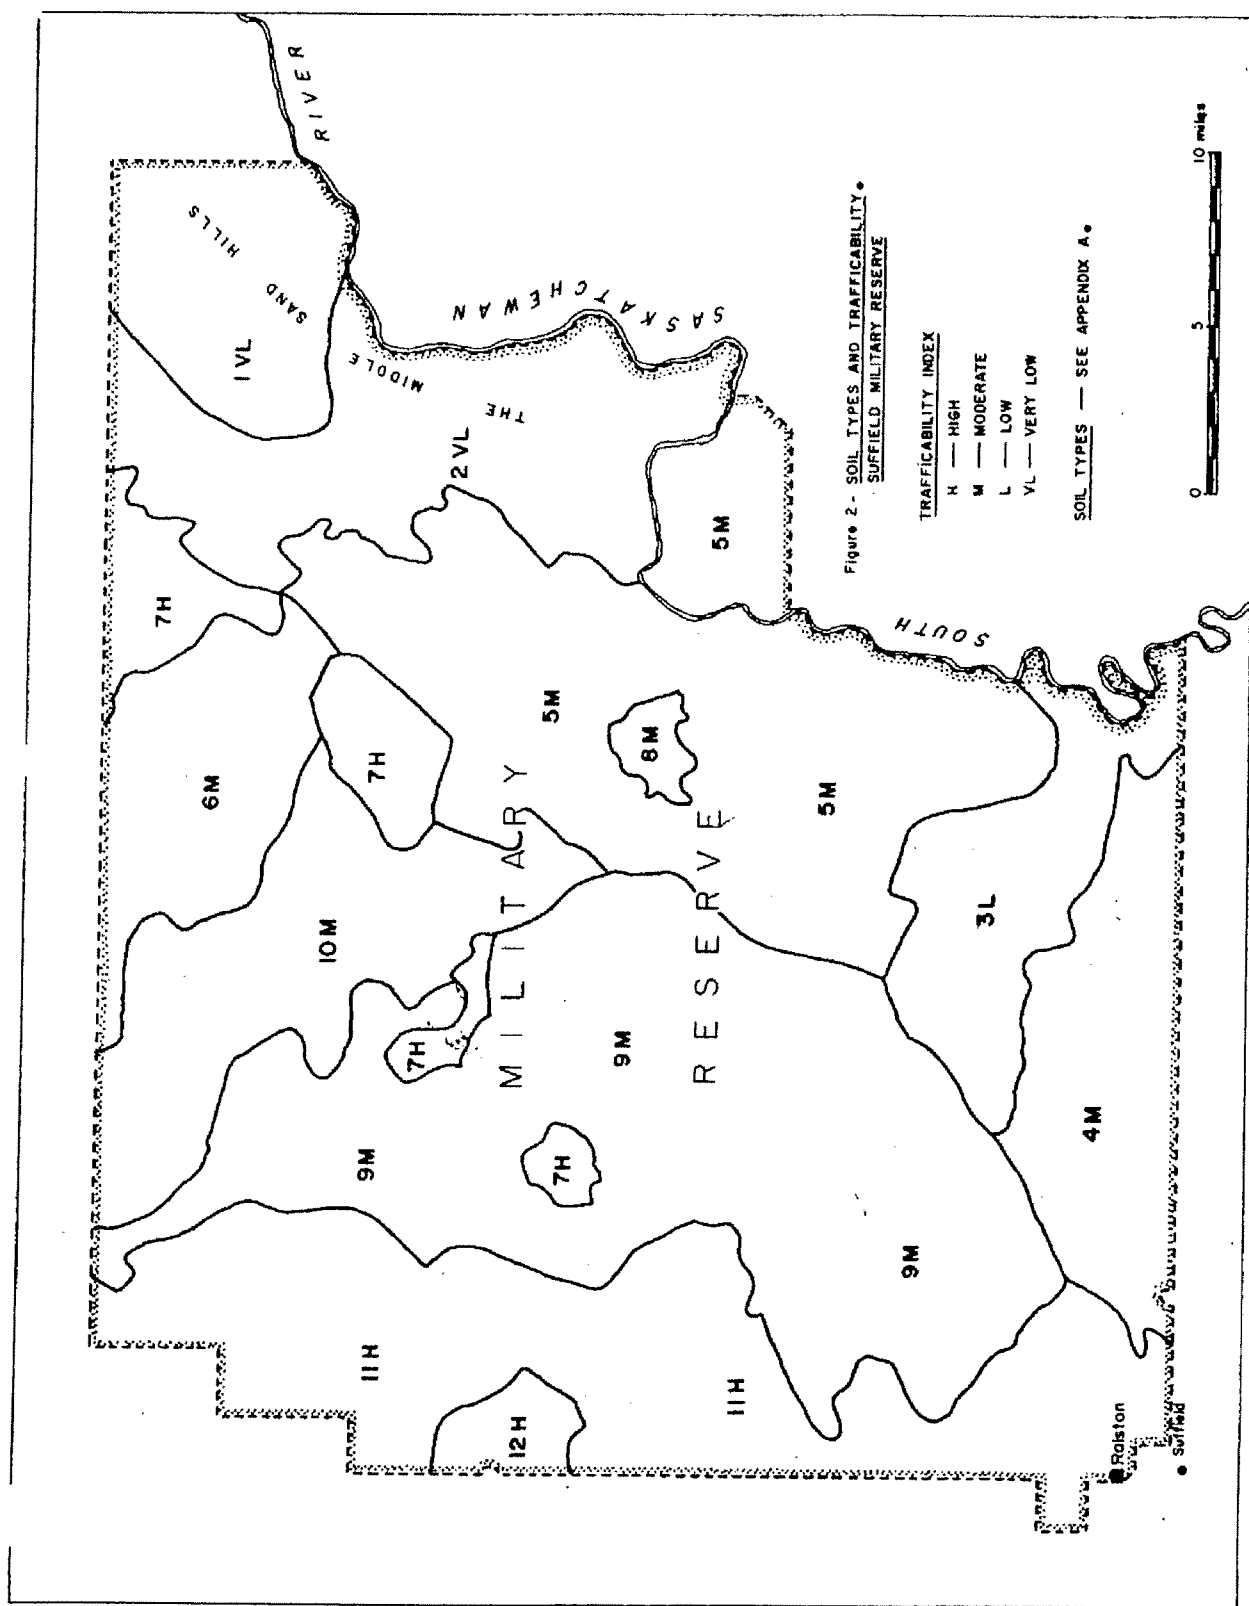 RIVER
SAND HILLS
1 VL
THE MIDDLE
SASKATCHEWAN
2 VL
7H
6M
7H
5M
5M
8M
5M
10M
MILITARY
RESERVE
7H
9M
9M
7H
9M
3L
4M
SOUTH
11H
11H
12H
Ralston
Suffield
Figure 2 - SOIL TYPES AND TRAFFICABILITY.
SUFFIELD MILITARY RESERVE
TRAFFICABILITY INDEX
H — HIGH
M — MODERATE
L — LOW
VL — VERY LOW
SOIL TYPES — SEE APPENDIX A.
0 5 10 miles